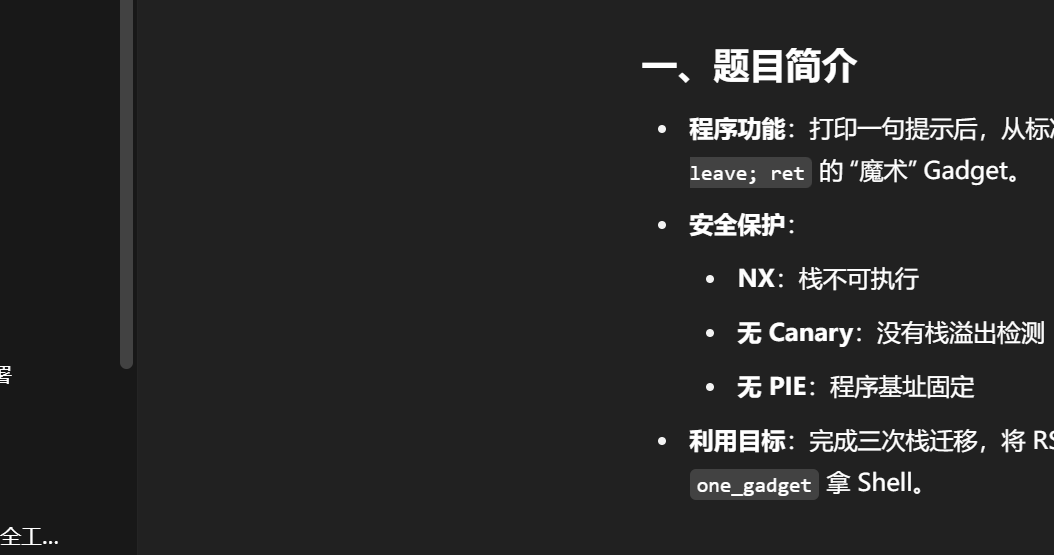 一、题目简介
程序功能：打印一句提示后，从标
leave; ret 的 “魔术” Gadget。
安全保护：
NX：栈不可执行
无 Canary：没有栈溢出检测
无 PIE：程序基址固定
利用目标：完成三次栈迁移，将 RS
one_gadget 拿 Shell。
署
全工...